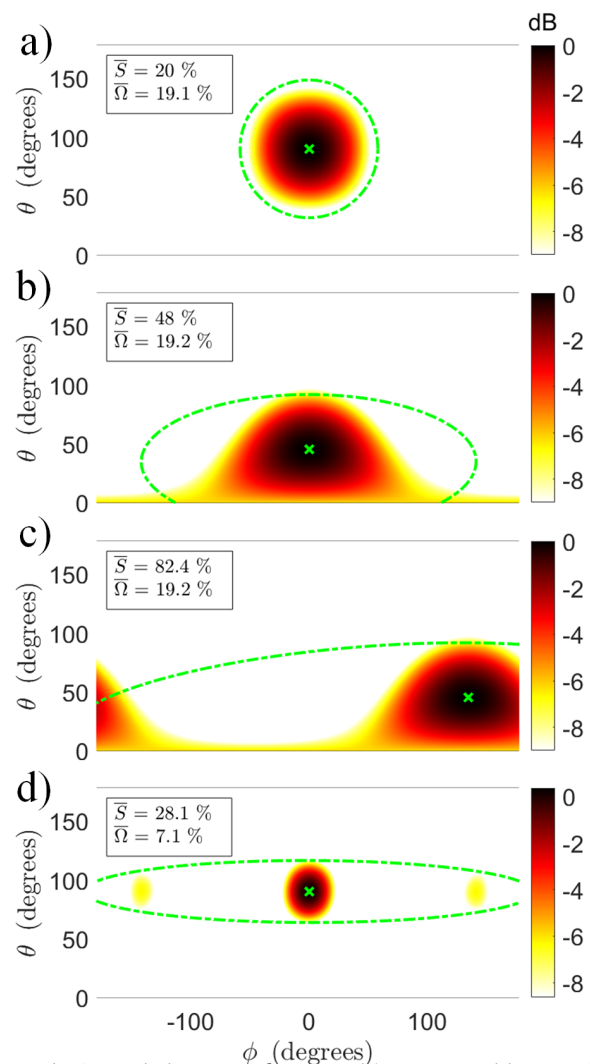 dB
a)
S̅ = 20 %
Ω̅ = 19.1 %
150
100
50
0
θ (degrees)
0
-2
-4
-6
-8
b)
S̅ = 48 %
Ω̅ = 19.2 %
150
100
50
0
θ (degrees)
0
-2
-4
-6
-8
c)
S̅ = 82.4 %
Ω̅ = 19.2 %
150
100
50
0
θ (degrees)
0
-2
-4
-6
-8
d)
S̅ = 28.1 %
Ω̅ = 7.1 %
150
100
50
0
θ (degrees)
0
-2
-4
-6
-8
-100 0 100
ϕ (degrees)